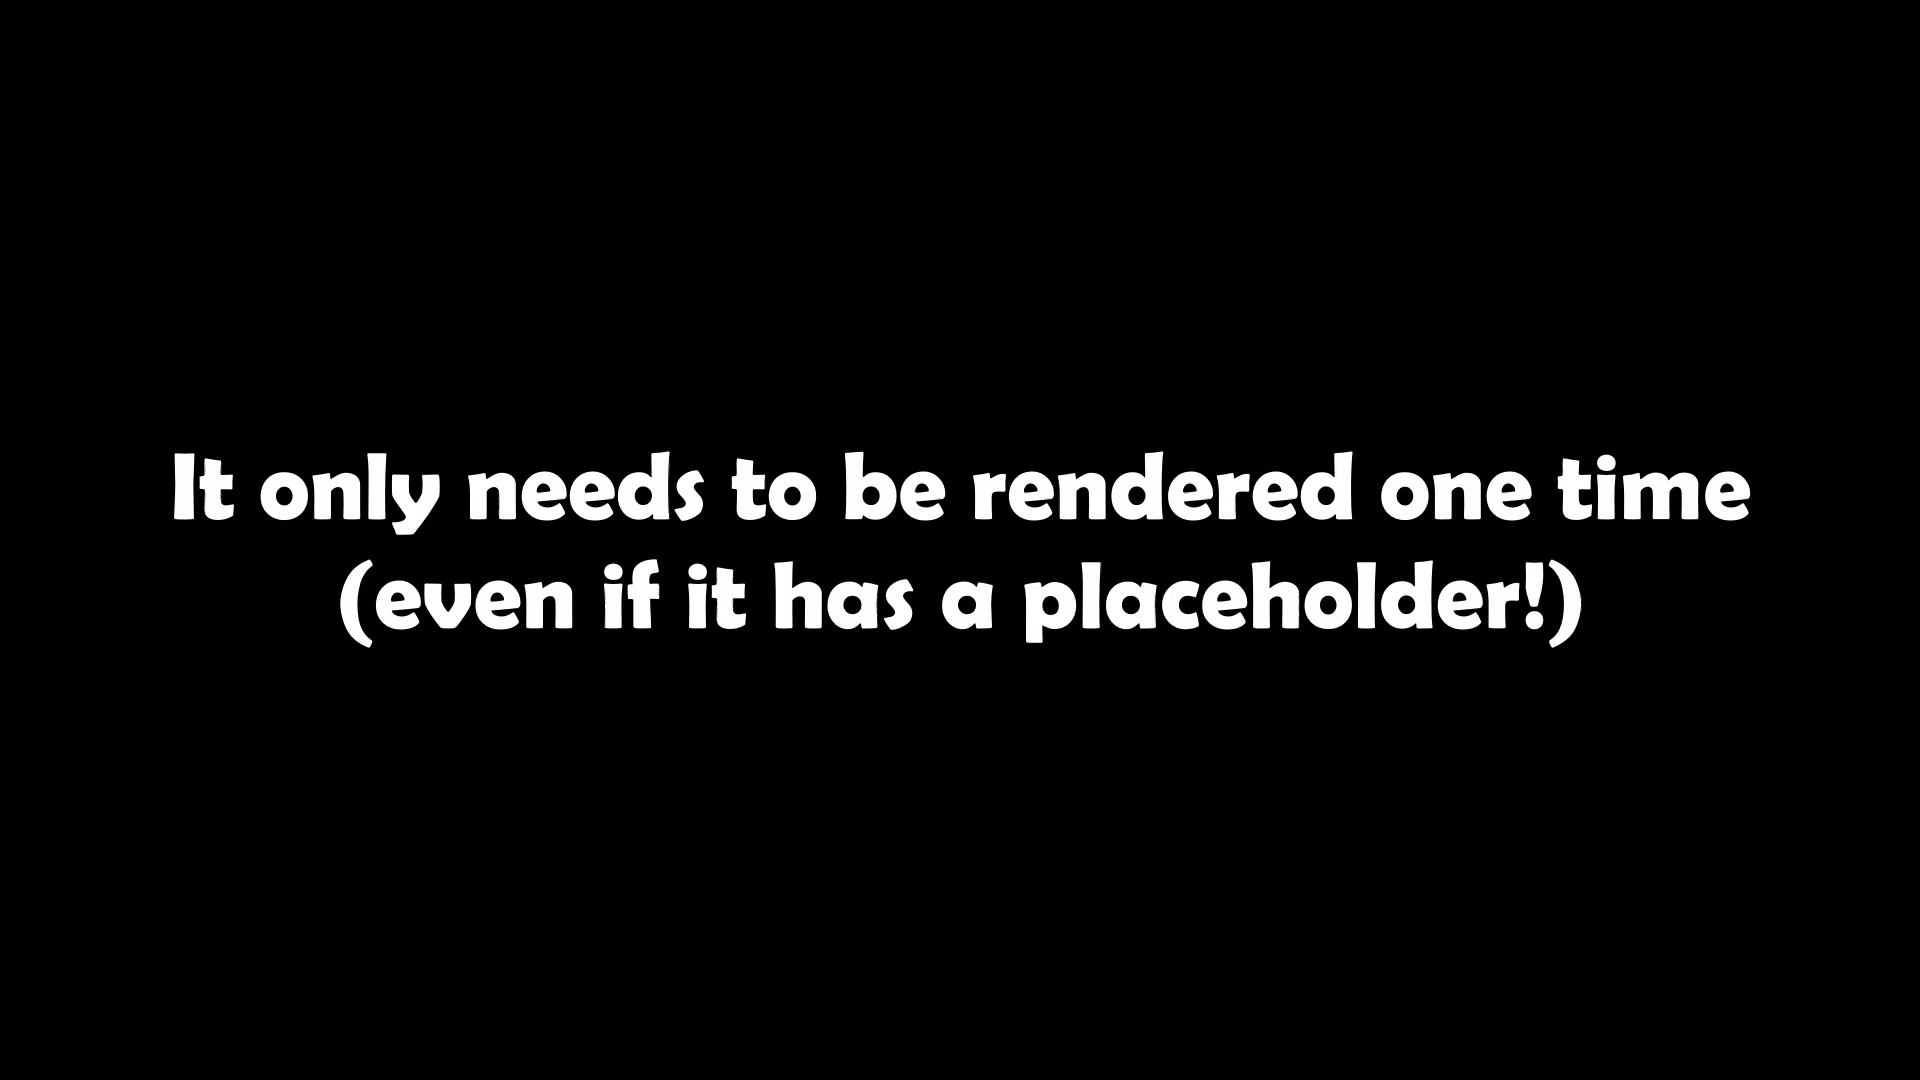 It only needs to be rendered one time
(even if it has a placeholder!)